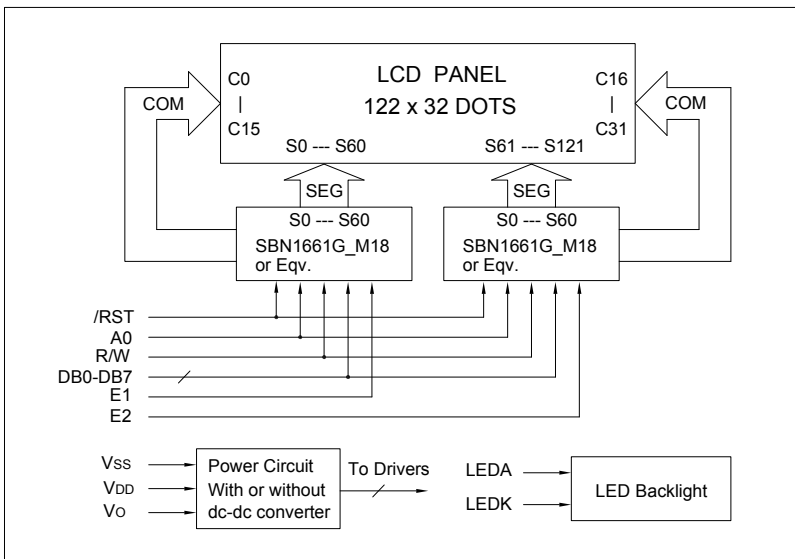 LCD PANEL
122 x 32 DOTS
C0
|
C15
C16
|
C31
COM
COM
S0 --- S60
S61 --- S121
SEG
SEG
S0 --- S60
SBN1661G_M18
or Eqv.
S0 --- S60
SBN1661G_M18
or Eqv.
/RST
A0
R/W
DB0-DB7
E1
E2
VSS
VDD
VO
Power Circuit
With or without
dc-dc converter
To Drivers
LEDA
LEDK
LED Backlight